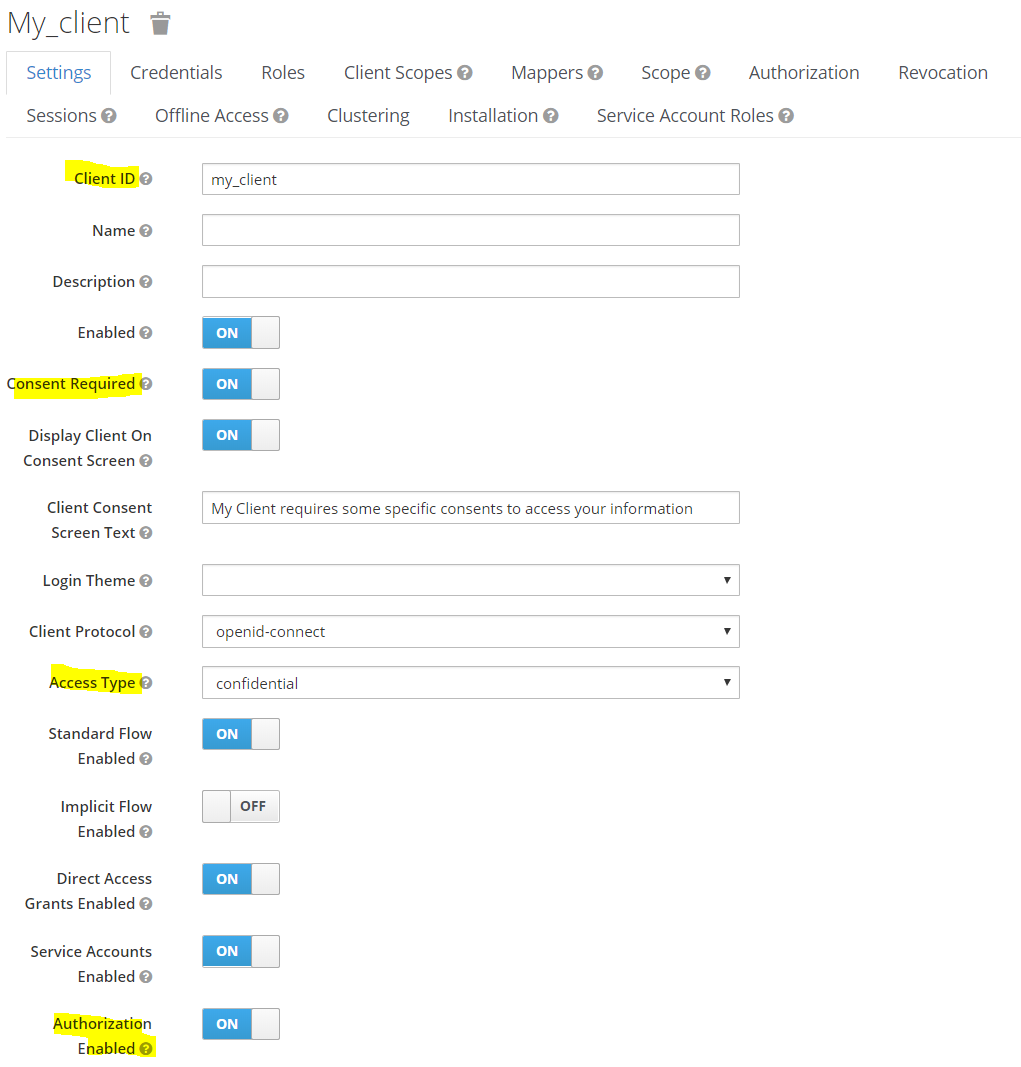 My_client
Settings Credentials Roles Client Scopes Mappers Scope Authorization Revocation
Sessions Offline Access Clustering Installation Service Account Roles
Client ID my_client
Name
Description
Enabled ON
Consent Required ON
Display Client On ON
Consent Screen
Client Consent My Client requires some specific consents to access your information
Screen Text
Login Theme
Client Protocol openid-connect
Access Type confidential
Standard Flow ON
Enabled
Implicit Flow OFF
Enabled
Direct Access ON
Grants Enabled
Service Accounts ON
Enabled
Authorization ON
Enabled